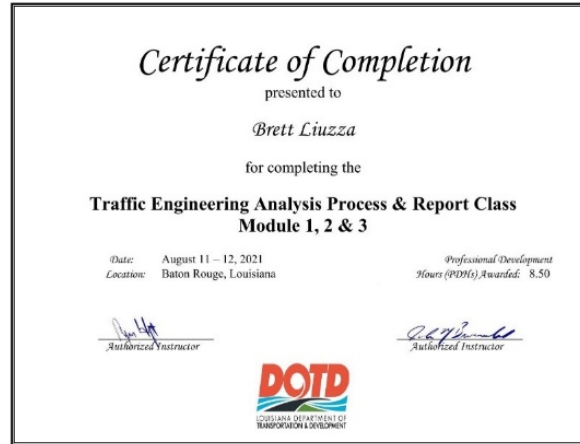 Certificate of Completion
presented to
Brett Liuzza
for completing the
Traffic Engineering Analysis Process & Report Class
Module 1, 2 & 3
Date: August 11 – 12, 2021
Location: Baton Rouge, Louisiana
Professional Development
Hours (PDHs) Awarded: 8.50
Authorized Instructor
Authorized Instructor
DOTD
LOUISIANA DEPARTMENT OF
TRANSPORTATION & DEVELOPMENT